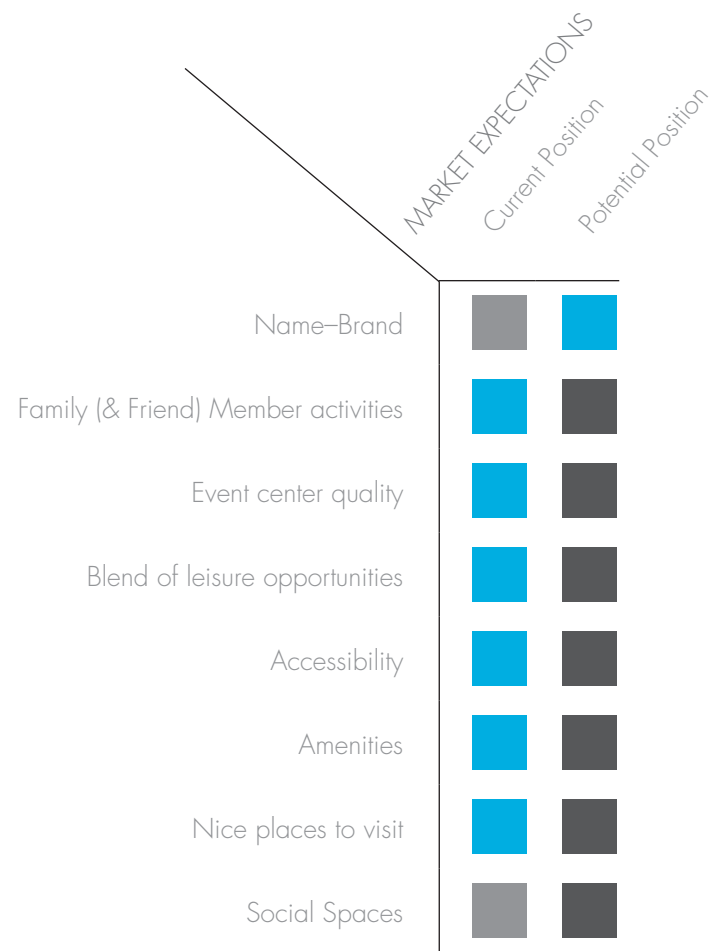 MARKET EXPECTATIONS
Current Position
Potential Position
Name–Brand
Family (& Friend) Member activities
Event center quality
Blend of leisure opportunities
Accessibility
Amenities
Nice places to visit
Social Spaces